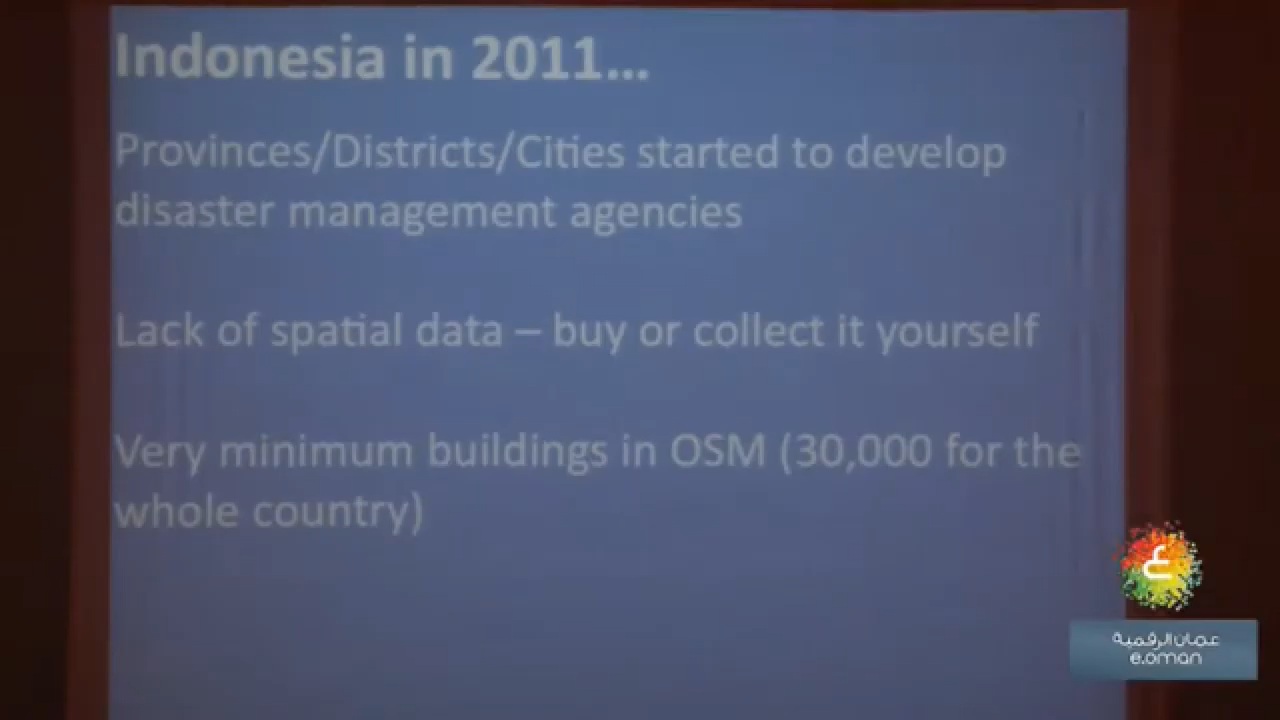 Indonesia in 2011...
Provinces/Districts/Cities started to develop
disaster management agencies
Lack of spatial data – buy or collect it yourself
Very minimum buildings in OSM (30,000 for the
whole country)
ع
عمان الرقمية
e.oman